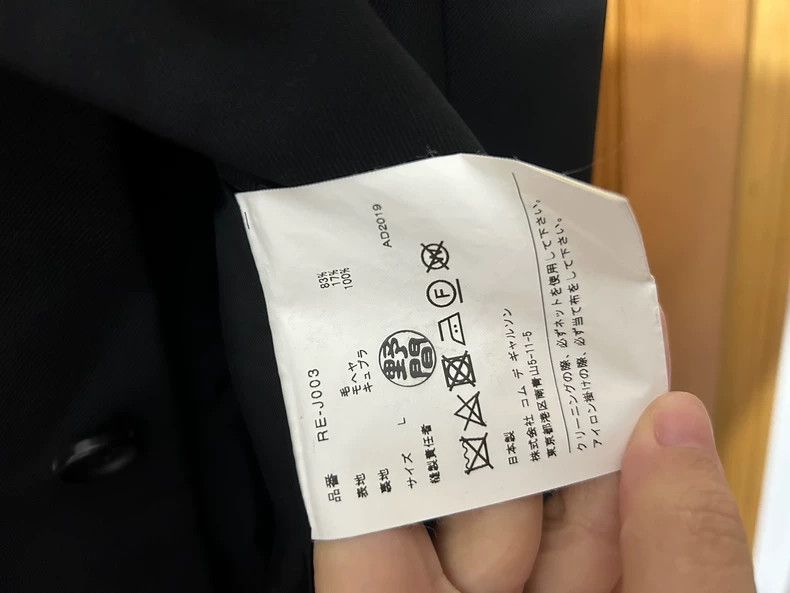 品番 RE-J003
表地 毛 83%
モヘヤ 17%
裏地 キュプラ 100%
サイズ L AD2019
縫製責任者 野間
F
W
日本製
株式会社 コム デ ギャルソン
東京都港区南青山5-11-5
クリーニングの際、必ずネットを使用して下さい。
アイロン掛けの際、必ず当て布をして下さい。